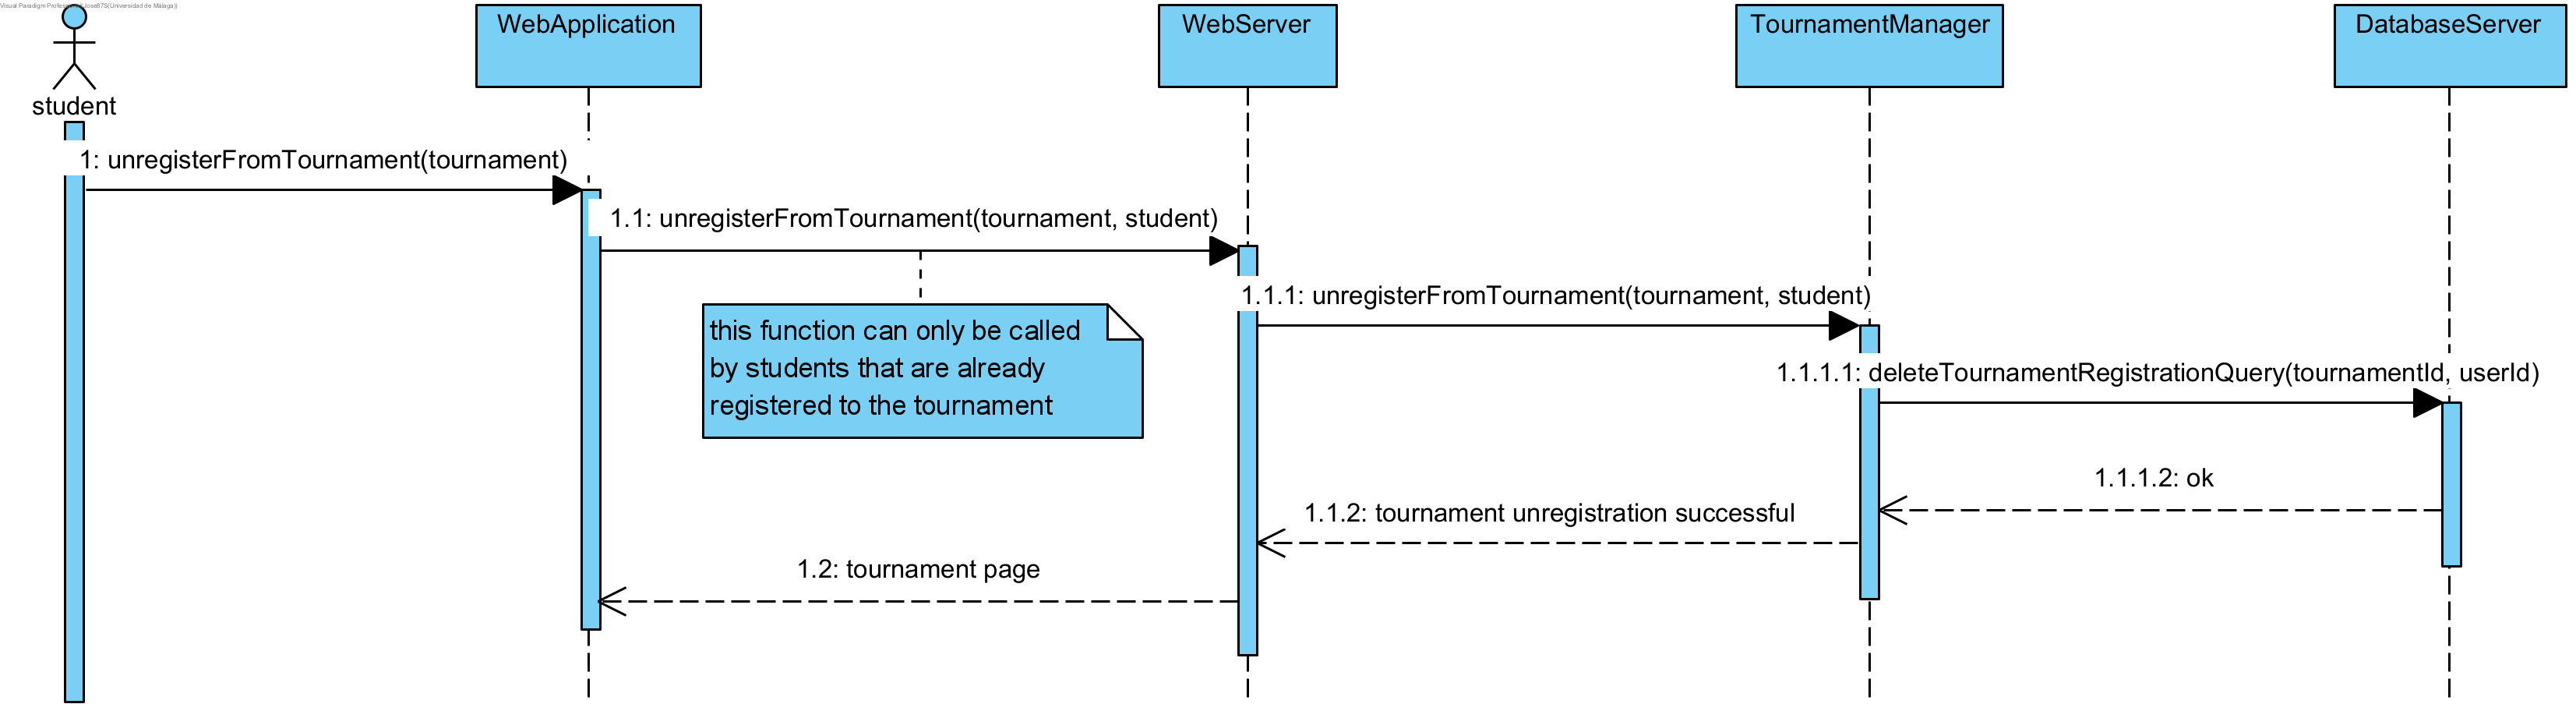 Visual Paradigm Professional(Jose875(Universidad de Málaga))
student
WebApplication
WebServer
TournamentManager
DatabaseServer
1: unregisterFromTournament(tournament)
1.1: unregisterFromTournament(tournament, student)
this function can only be called
by students that are already
registered to the tournament
1.1.1: unregisterFromTournament(tournament, student)
1.1.1.1: deleteTournamentRegistrationQuery(tournamentId, userId)
1.1.1.2: ok
1.1.2: tournament unregistration successful
1.2: tournament page